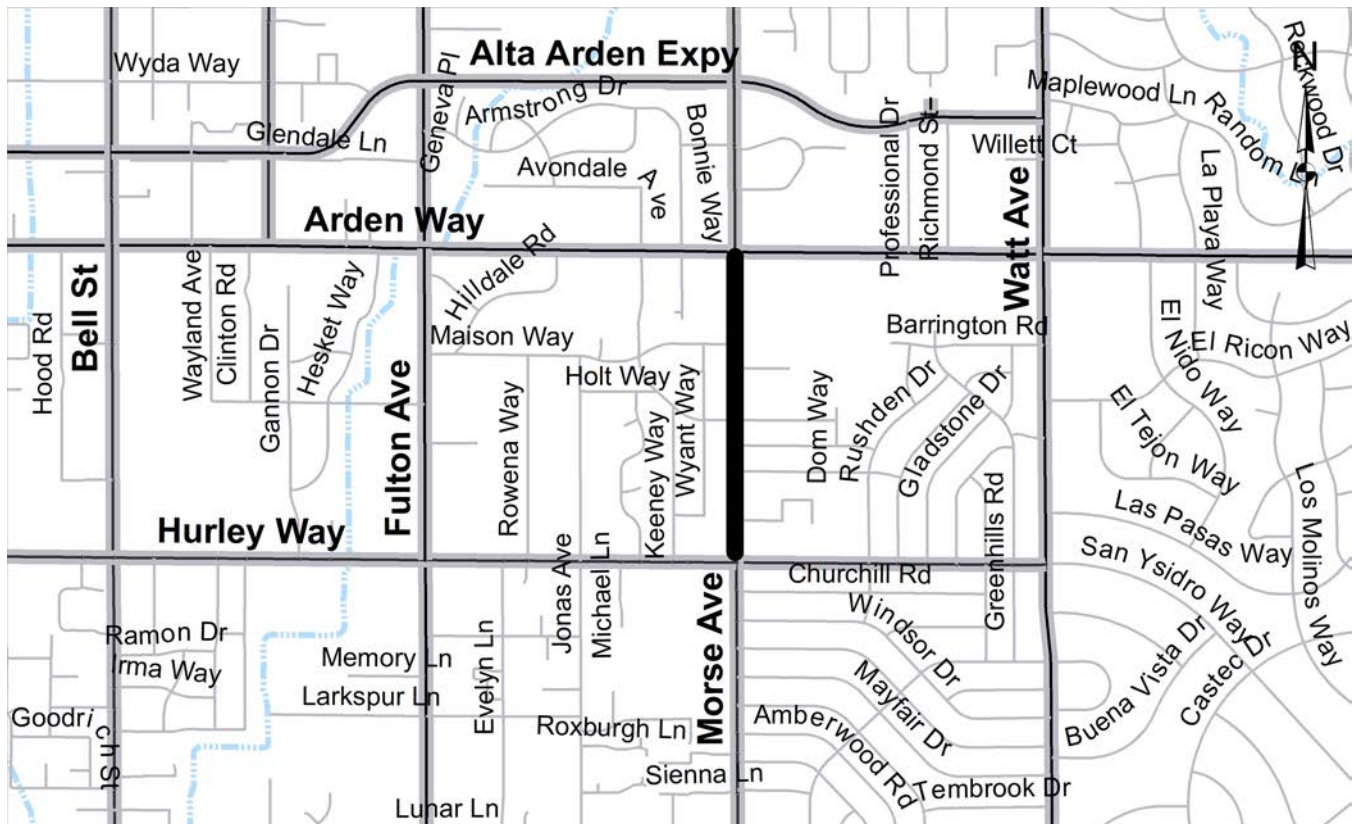 Alta Arden Expy
Wyda Way
Geneva Pl
Armstrong Dr
Glendale Ln
Avondale Ave
Bonnie Way
Professional Dr
Richmond St
Maplewood Ln
Random Ln
Rockwood Dr
N
Willett Ct
La Playa Way
Arden Way
Watt Ave
Bell St
Hood Rd
Wayland Ave
Clinton Rd
Gannon Dr
Hesket Way
Fulton Ave
Hilldale Rd
Maison Way
Holt Way
Rowena Way
Keeney Way
Wyant Way
Dom Way
Barrington Rd
Rushden Dr
Gladstone Dr
Greenhills Rd
El Nido Way
El Ricon Way
El Tejon Way
Las Pasas Way
Los Molinos Way
San Ysidro Way
Hurley Way
Jonas Ave
Michael Ln
Morse Ave
Churchill Rd
Windsor Dr
Mayfair Dr
Amberwood Rd
Tembrook Dr
Buena Vista Dr
Castec Dr
Ramon Dr
Irma Way
Goodrich St
Memory Ln
Larkspur Ln
Evelyn Ln
Roxburgh Ln
Sienna Ln
Lunar Ln